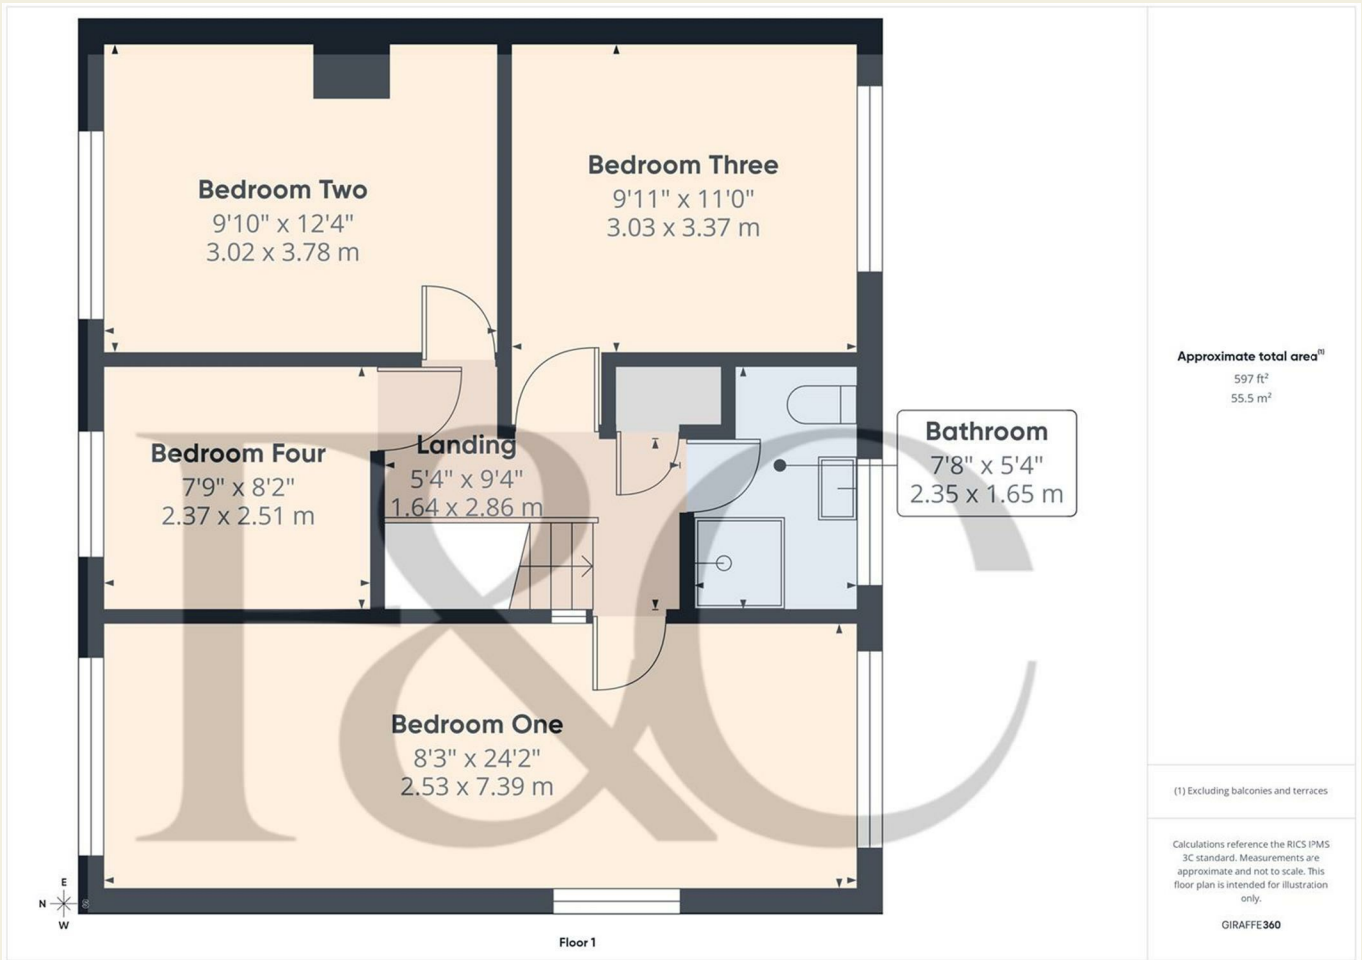 Bedroom Two
9'10" x 12'4"
3.02 x 3.78 m
Bedroom Three
9'11" x 11'0"
3.03 x 3.37 m
Bedroom Four
7'9" x 8'2"
2.37 x 2.51 m
Landing
5'4" x 9'4"
1.64 x 2.86 m
Bathroom
7'8" x 5'4"
2.35 x 1.65 m
Bedroom One
8'3" x 24'2"
2.53 x 7.39 m
F&C
E
N S
W
Floor 1
Approximate total area(1)
597 ft²
55.5 m²
(1) Excluding balconies and terraces
Calculations reference the RICS IPMS
3C standard. Measurements are
approximate and not to scale. This
floor plan is intended for illustration
only.
GIRAFFE360